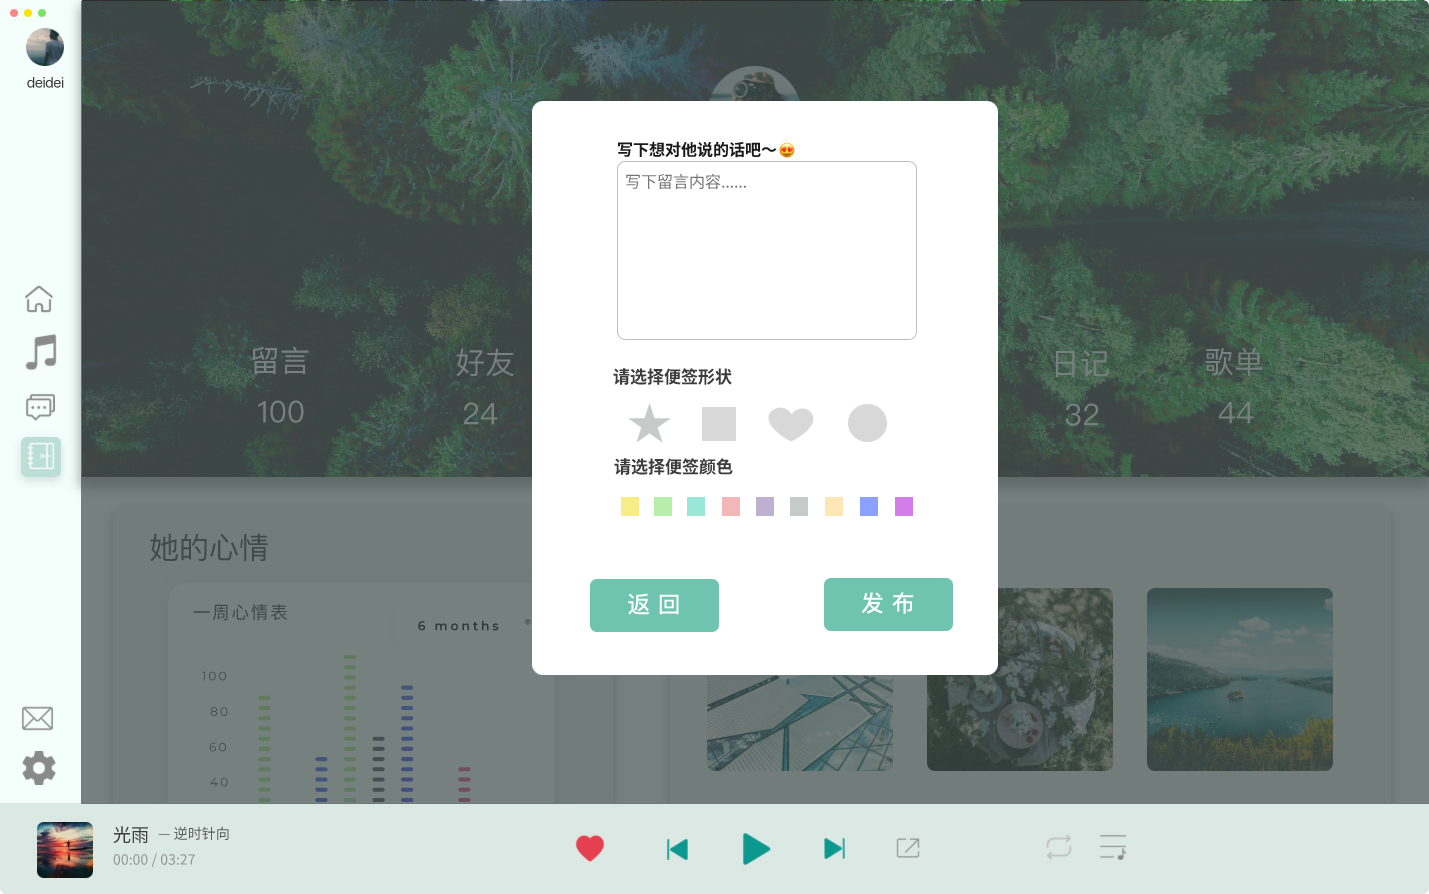 deidei
写下想对他说的话吧～😍
写下留言内容......
留言
好友
日记
歌单
100
24
32
44
请选择便签形状
请选择便签颜色
返 回
发 布
她的心情
一周心情表
6 months
100
80
60
40
光雨 — 逆时针向
00:00 / 03:27